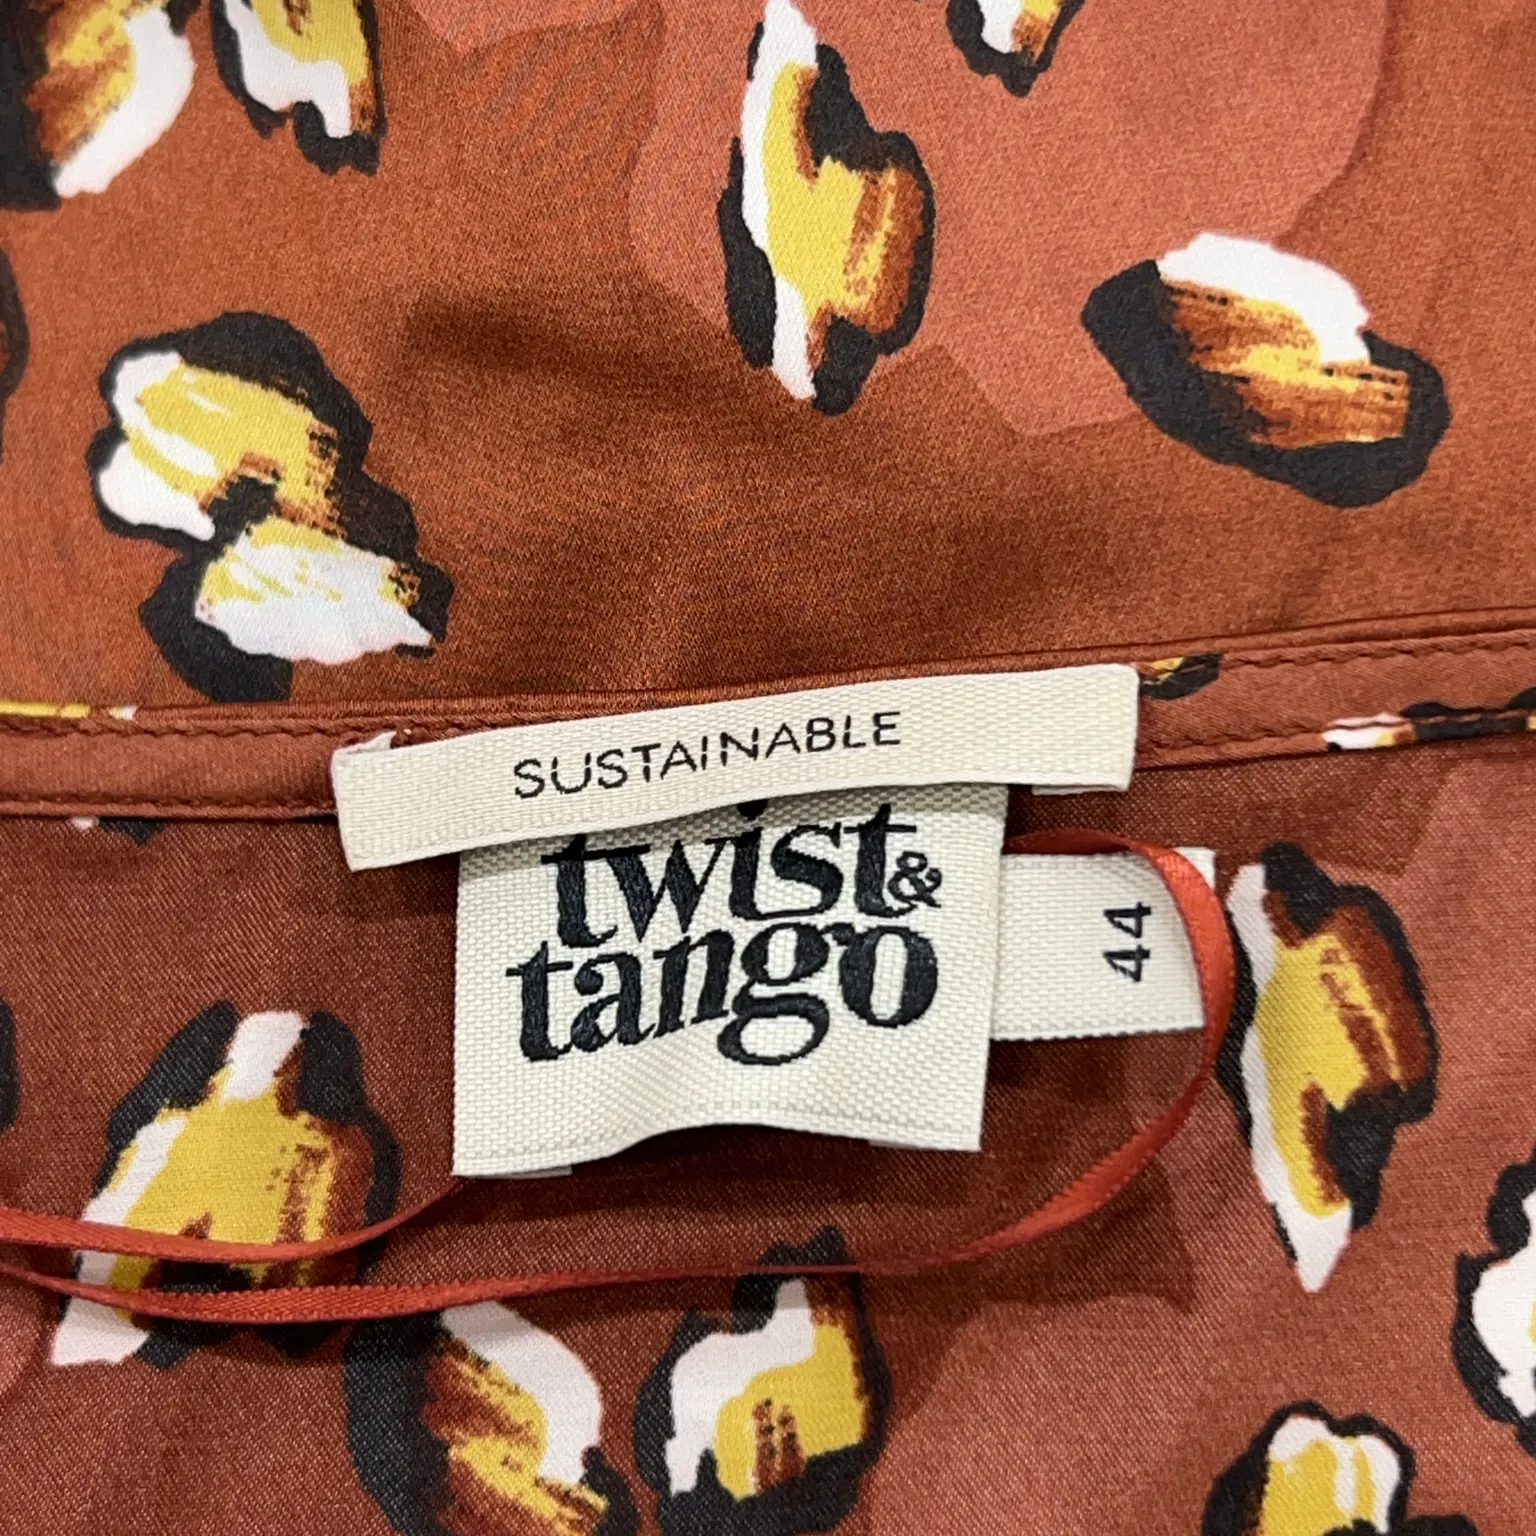 SUSTAINABLE
twist &
tango
44